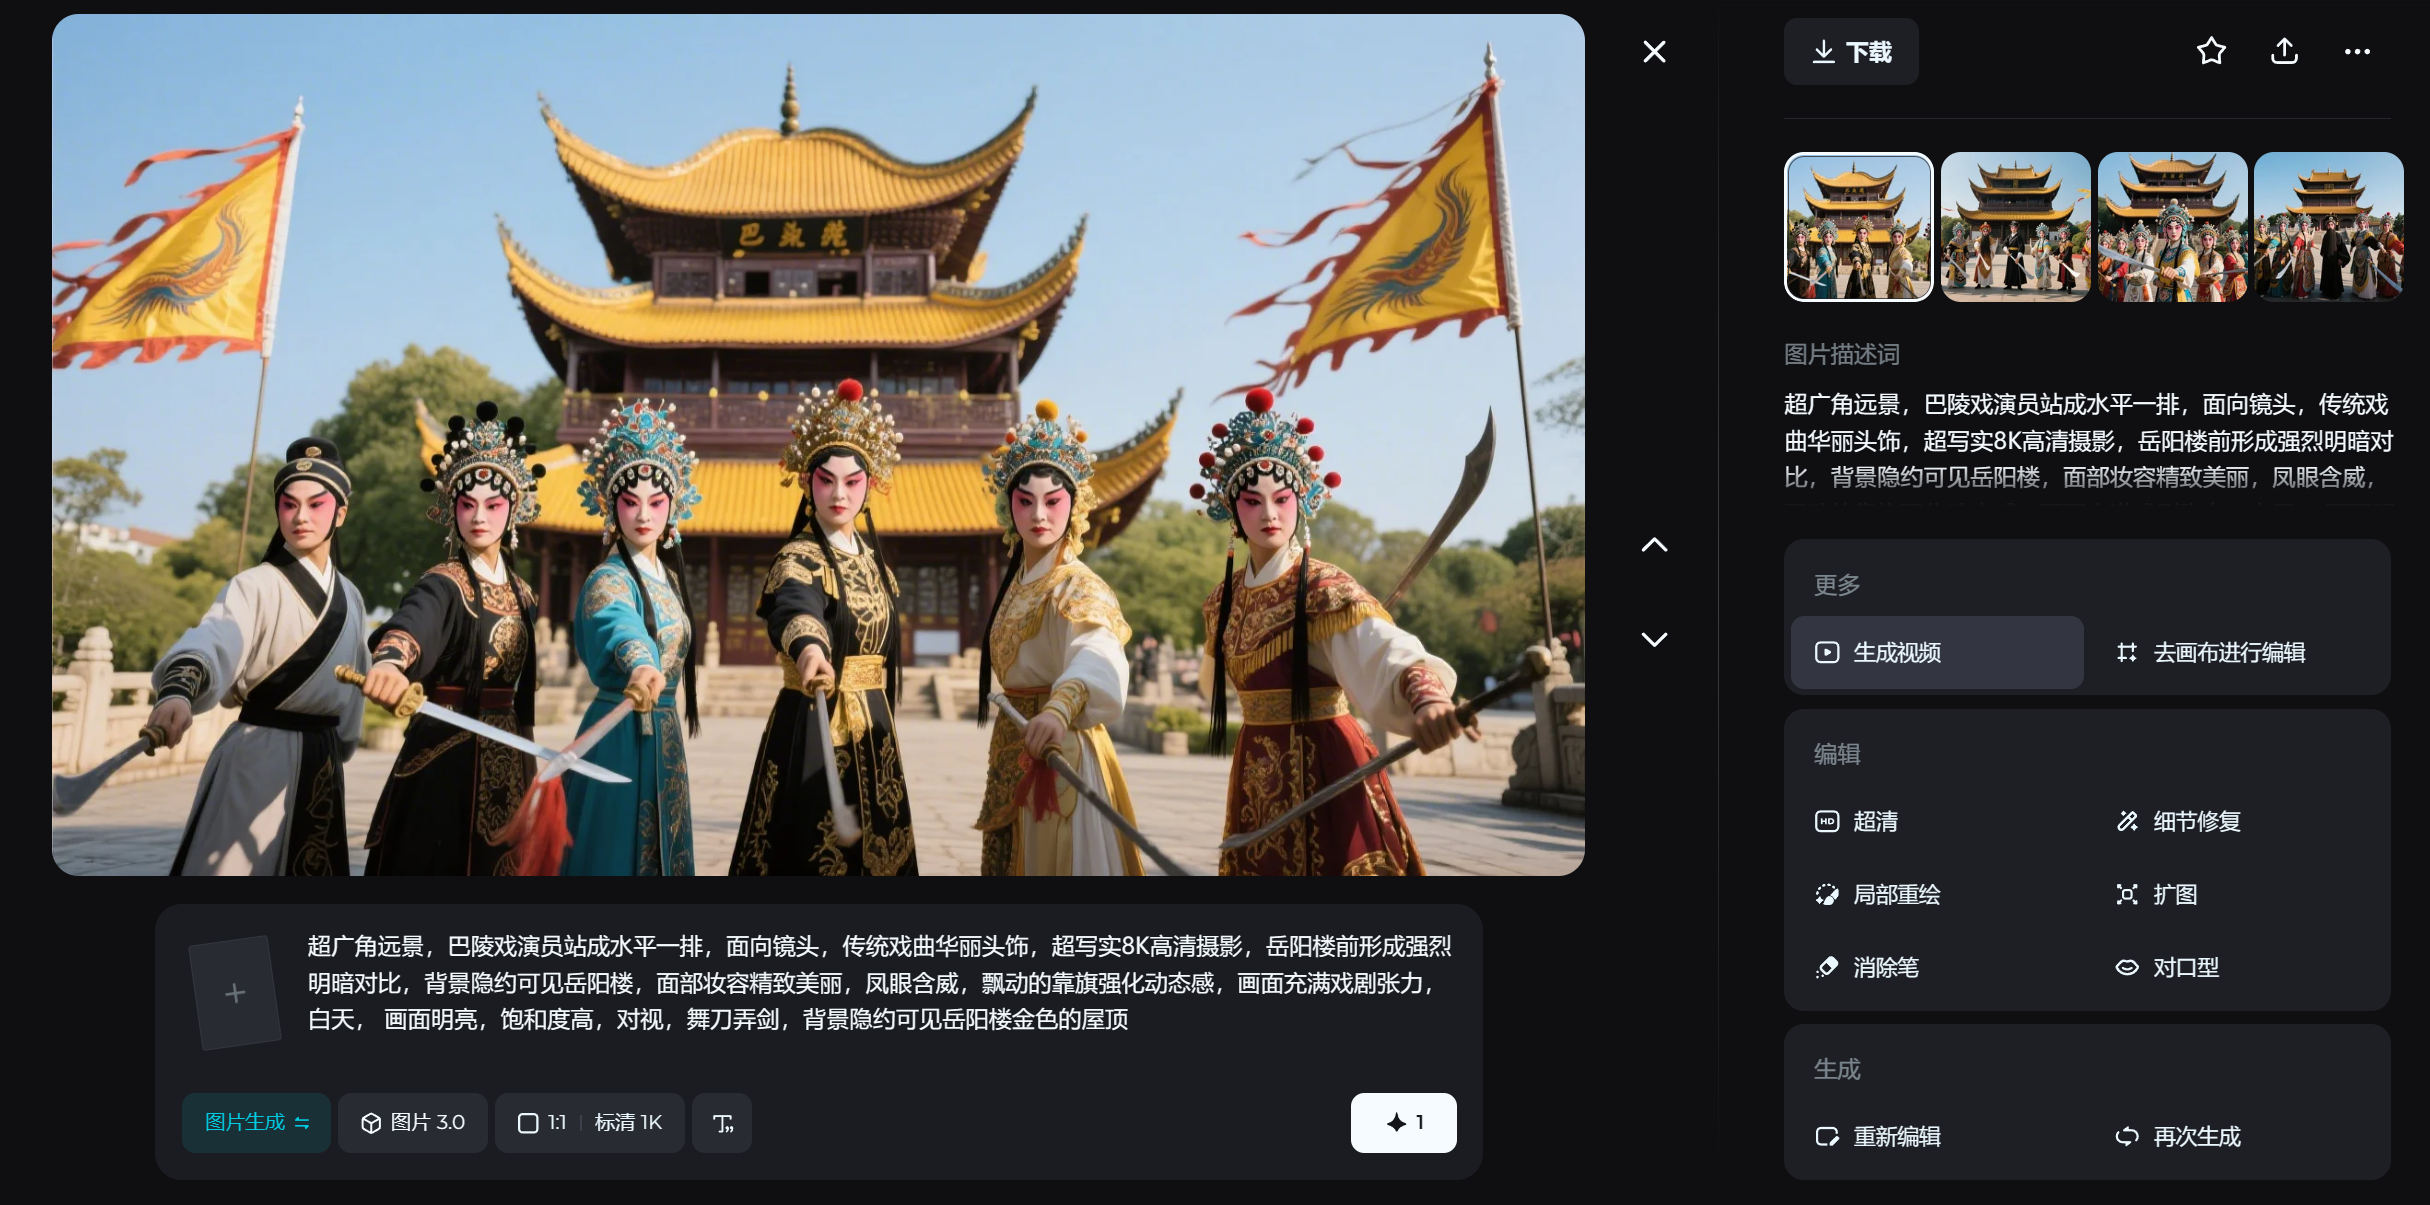 下载
图片描述词
超广角远景，巴陵戏演员站成水平一排，面向镜头，传统戏
曲华丽头饰，超写实8K高清摄影，岳阳楼前形成强烈明暗对
比，背景隐约可见岳阳楼，面部妆容精致美丽，凤眼含威，
更多
生成视频
去画布进行编辑
编辑
HD 超清
细节修复
局部重绘
扩图
消除笔
对口型
生成
重新编辑
再次生成
超广角远景，巴陵戏演员站成水平一排，面向镜头，传统戏曲华丽头饰，超写实8K高清摄影，岳阳楼前形成强烈
明暗对比，背景隐约可见岳阳楼，面部妆容精致美丽，凤眼含威，飘动的靠旗强化动态感，画面充满戏剧张力，
白天， 画面明亮，饱和度高，对视，舞刀弄剑，背景隐约可见岳阳楼金色的屋顶
图片生成
图片 3.0
1:1 标清 1K
1